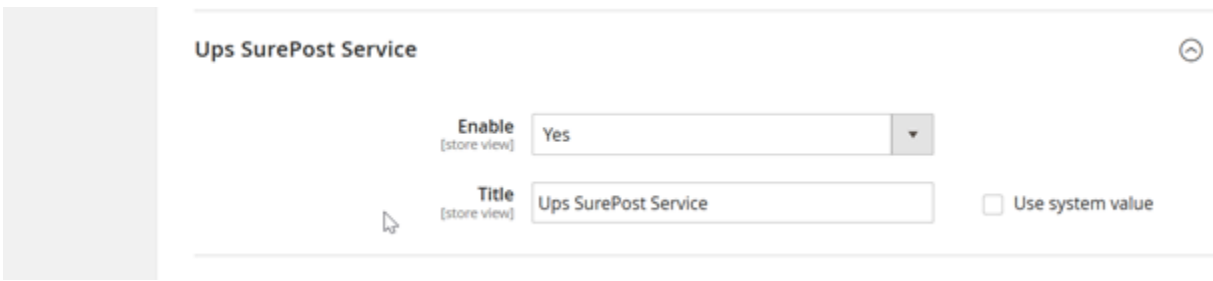 Ups SurePost Service
Enable
[store view]
Yes
Title
[store view]
Ups SurePost Service
Use system value